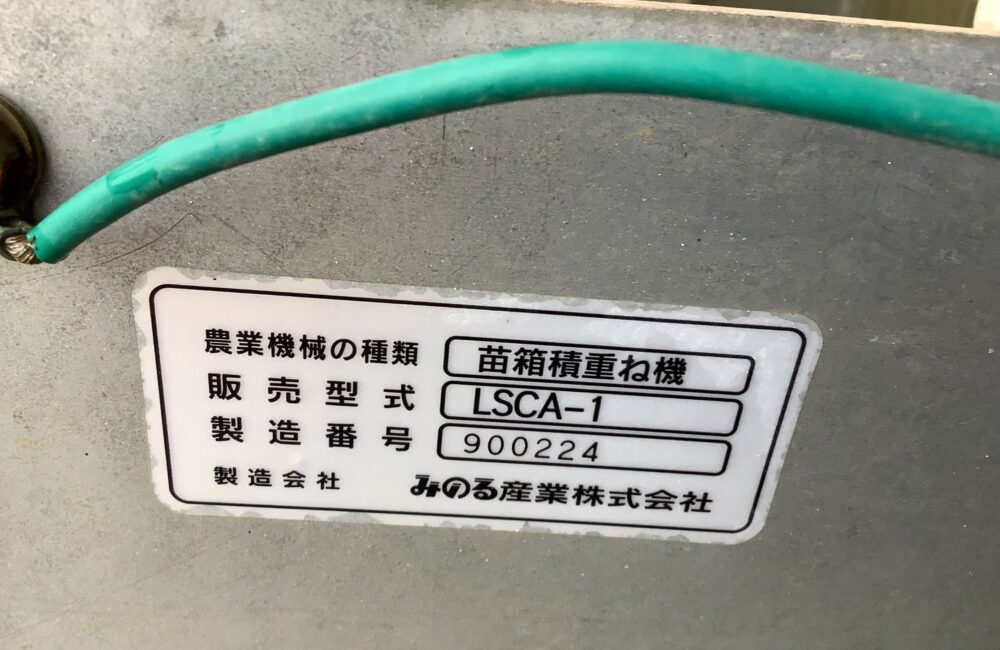 農業機械の種類 苗箱積重ね機
販売型式 LSCA-1
製造番号 900224
製造会社 みのる産業株式会社